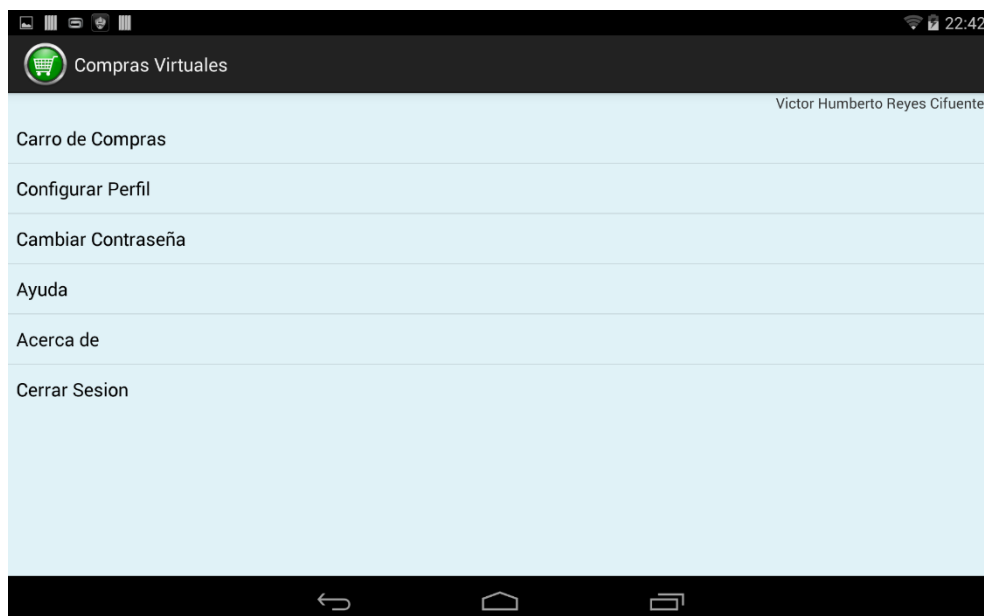 22:42
Compras Virtuales
Victor Humberto Reyes Cifuente
Carro de Compras
Configurar Perfil
Cambiar Contraseña
Ayuda
Acerca de
Cerrar Sesion